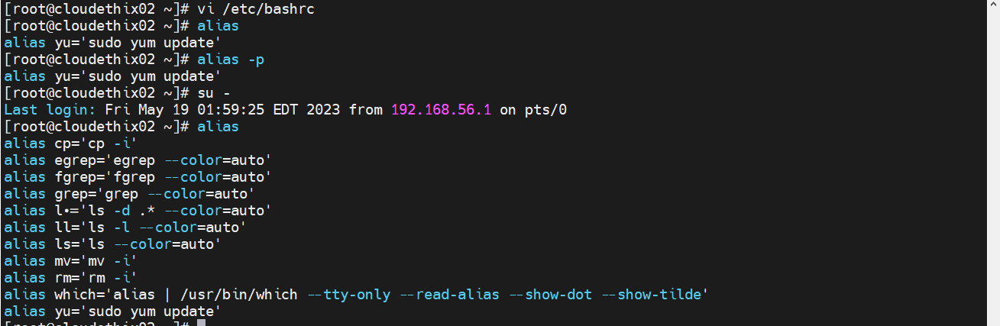 [root@cloudethix02 ~]# vi /etc/bashrc
[root@cloudethix02 ~]# alias
alias yu='sudo yum update'
[root@cloudethix02 ~]# alias -p
alias yu='sudo yum update'
[root@cloudethix02 ~]# su -
Last login: Fri May 19 01:59:25 EDT 2023 from 192.168.56.1 on pts/0
[root@cloudethix02 ~]# alias
alias cp='cp -i'
alias egrep='egrep --color=auto'
alias fgrep='fgrep --color=auto'
alias grep='grep --color=auto'
alias l•='ls -d .* --color=auto'
alias ll='ls -l --color=auto'
alias ls='ls --color=auto'
alias mv='mv -i'
alias rm='rm -i'
alias which='alias | /usr/bin/which --tty-only --read-alias --show-dot --show-tilde'
alias yu='sudo yum update'
[root@cloudethix02 ~]#